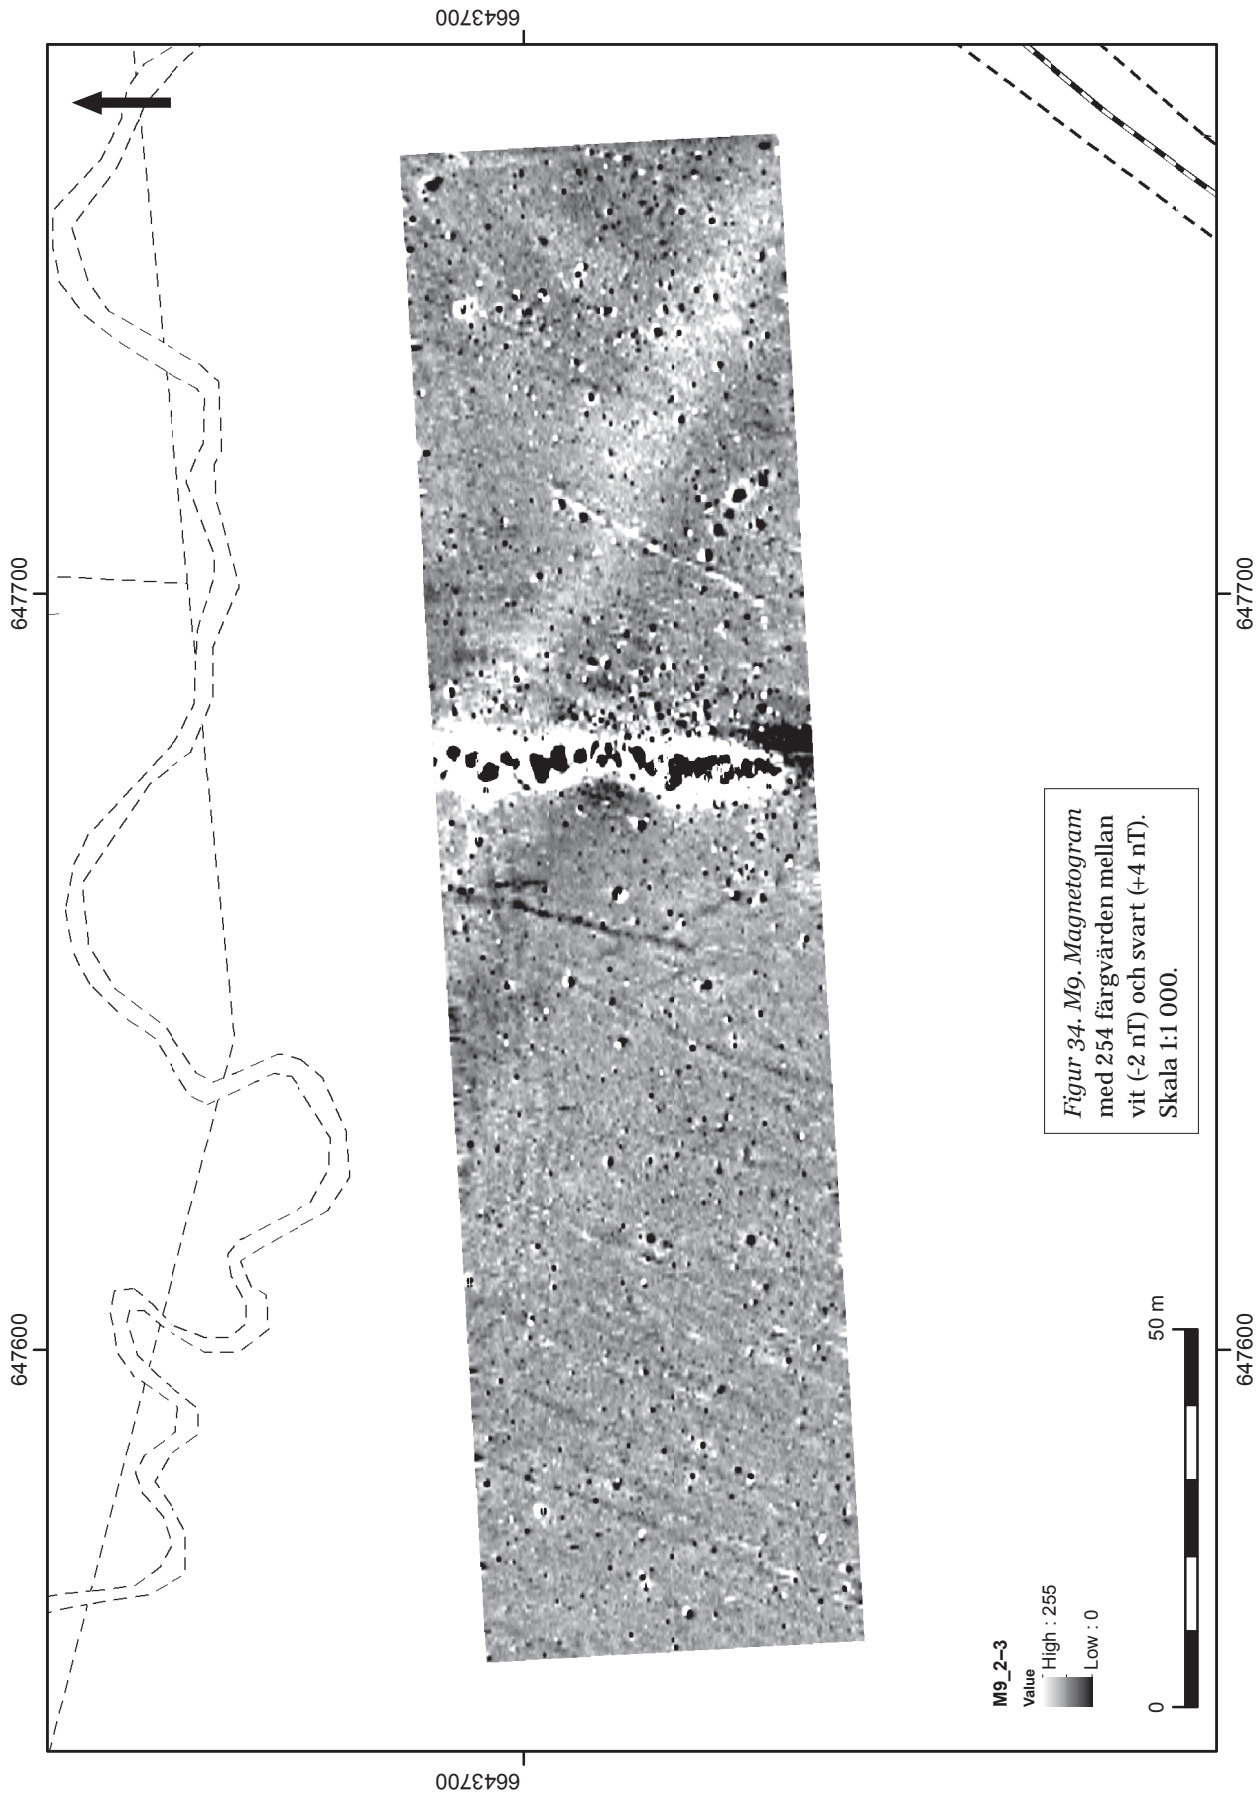 6643700
647700
647600
647700
647600
6643700
Figur 34. M9. Magnetogram
med 254 färgvärden mellan
vit (-2 nT) och svart (+4 nT).
Skala 1:1 000.
M9_2–3
Value
High : 255
Low : 0
0
50 m